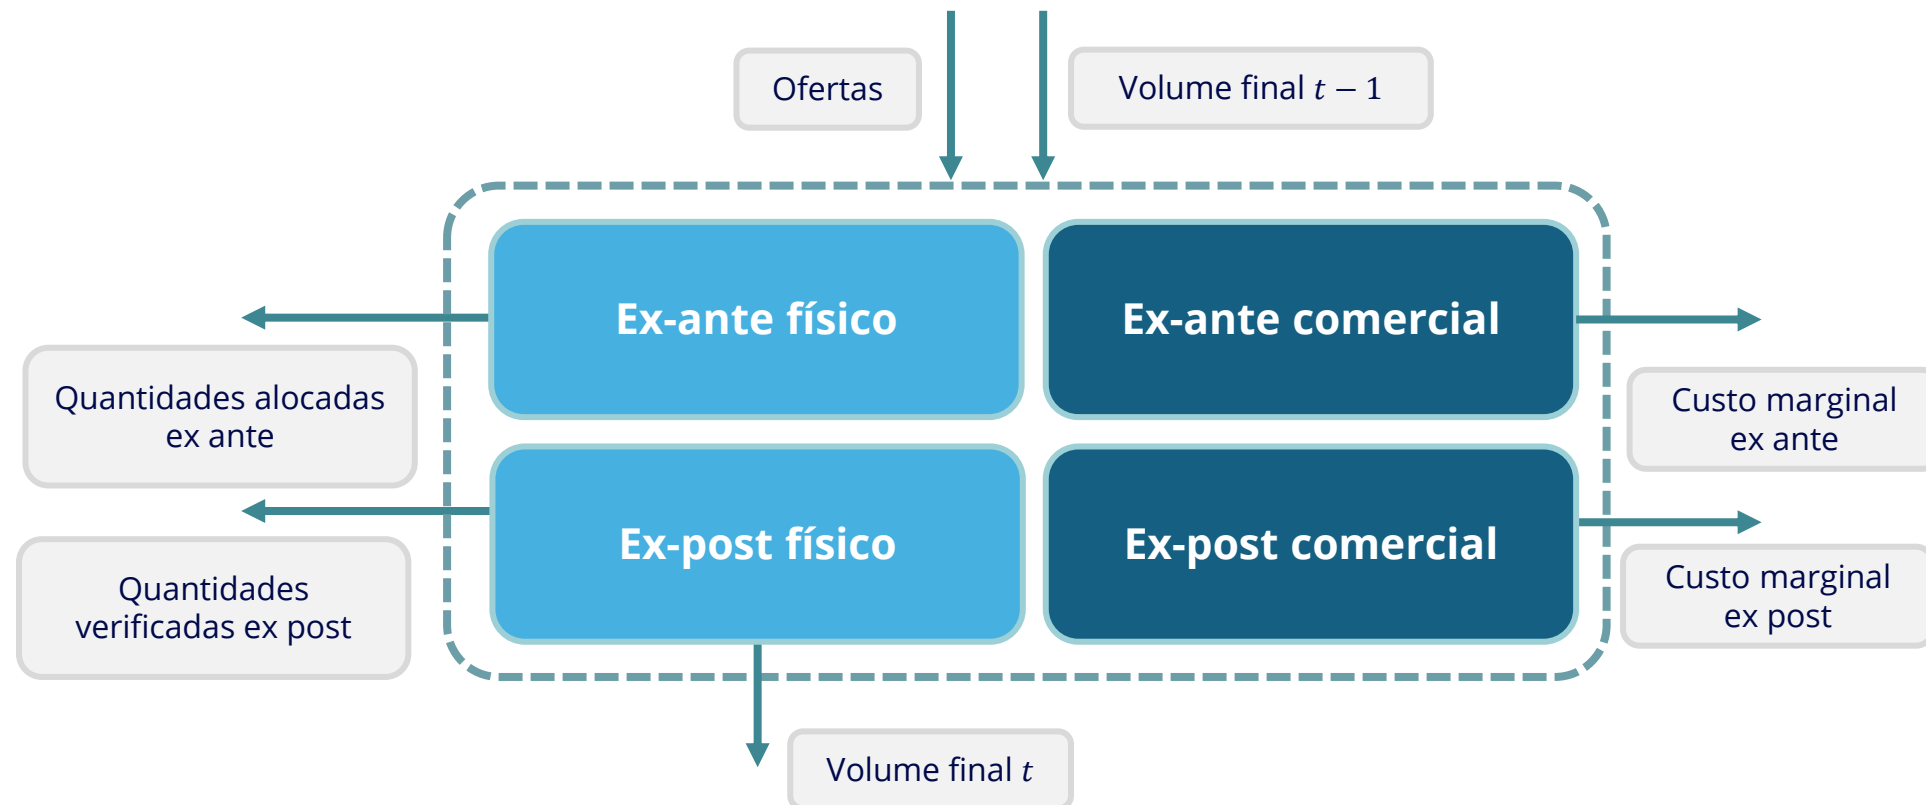 Ofertas
Volume final t − 1
Ex-ante físico
Ex-ante comercial
Quantidades alocadas
ex ante
Custo marginal
ex ante
Ex-post físico
Ex-post comercial
Quantidades
verificadas ex post
Custo marginal
ex post
Volume final t